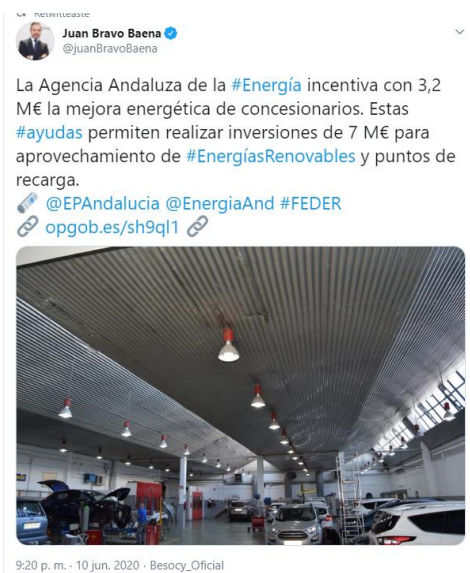 Retwitteaste
Juan Bravo Baena
@juanBravoBaena
La Agencia Andaluza de la #Energía incentiva con 3,2
M€ la mejora energética de concesionarios. Estas
#ayudas permiten realizar inversiones de 7 M€ para
aprovechamiento de #EnergíasRenovables y puntos de
recarga.
@EPAndalucia @EnergiaAnd #FEDER
opgob.es/sh9ql1
9:20 p. m. · 10 jun. 2020 · Besocy_Oficial